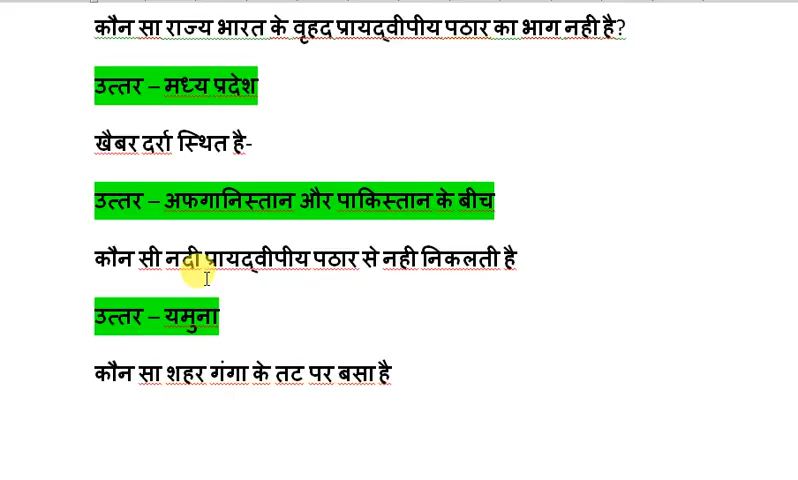 कौन सा राज्य भारत के वृहद प्रायद्वीपीय पठार का भाग नही है?
उत्तर – मध्य प्रदेश
खैबर दर्रा स्थित है-
उत्तर – अफगानिस्तान और पाकिस्तान के बीच
कौन सी नदी प्रायद्वीपीय पठार से नही निकलती है
उत्तर – यमुना
कौन सा शहर गंगा के तट पर बसा है